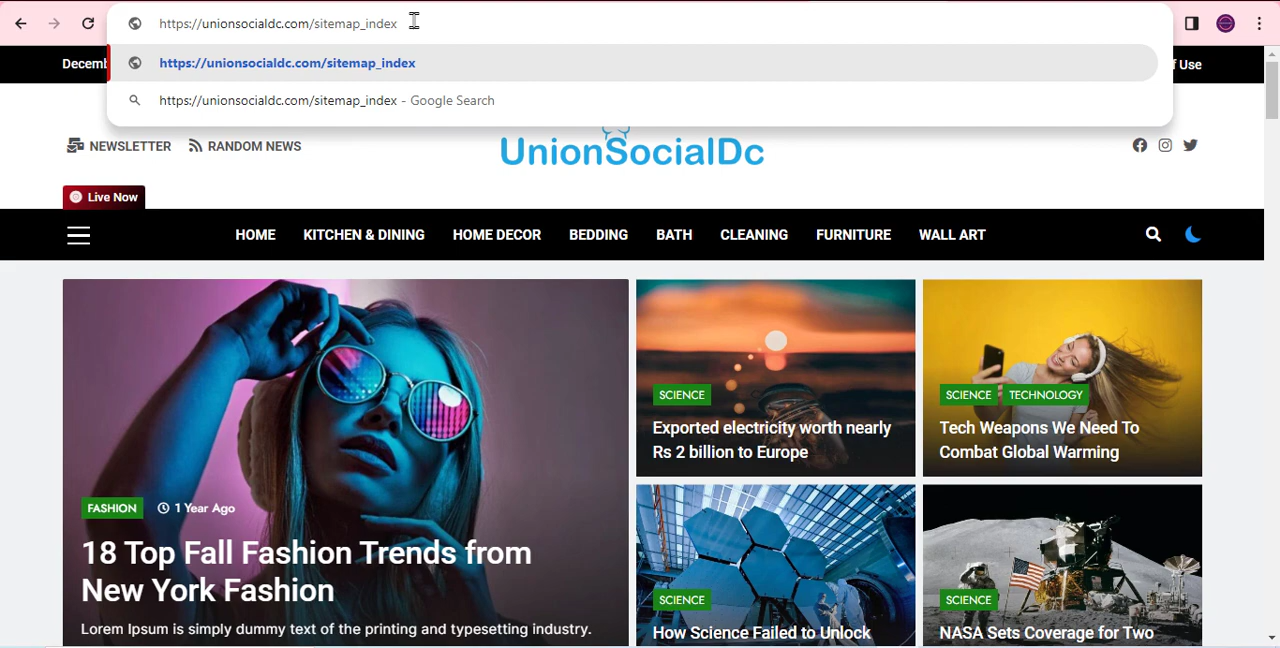 https://unionsocialdc.com/sitemap_index
https://unionsocialdc.com/sitemap_index
https://unionsocialdc.com/sitemap_index - Google Search
Use
NEWSLETTER
RANDOM NEWS
UnionSocialDc
Live Now
HOME
KITCHEN & DINING
HOME DECOR
BEDDING
BATH
CLEANING
FURNITURE
WALL ART
FASHION
1 Year Ago
18 Top Fall Fashion Trends from
New York Fashion
Lorem Ipsum is simply dummy text of the printing and typesetting industry.
SCIENCE
Exported electricity worth nearly
Rs 2 billion to Europe
SCIENCE
TECHNOLOGY
Tech Weapons We Need To
Combat Global Warming
SCIENCE
How Science Failed to Unlock
SCIENCE
NASA Sets Coverage for Two